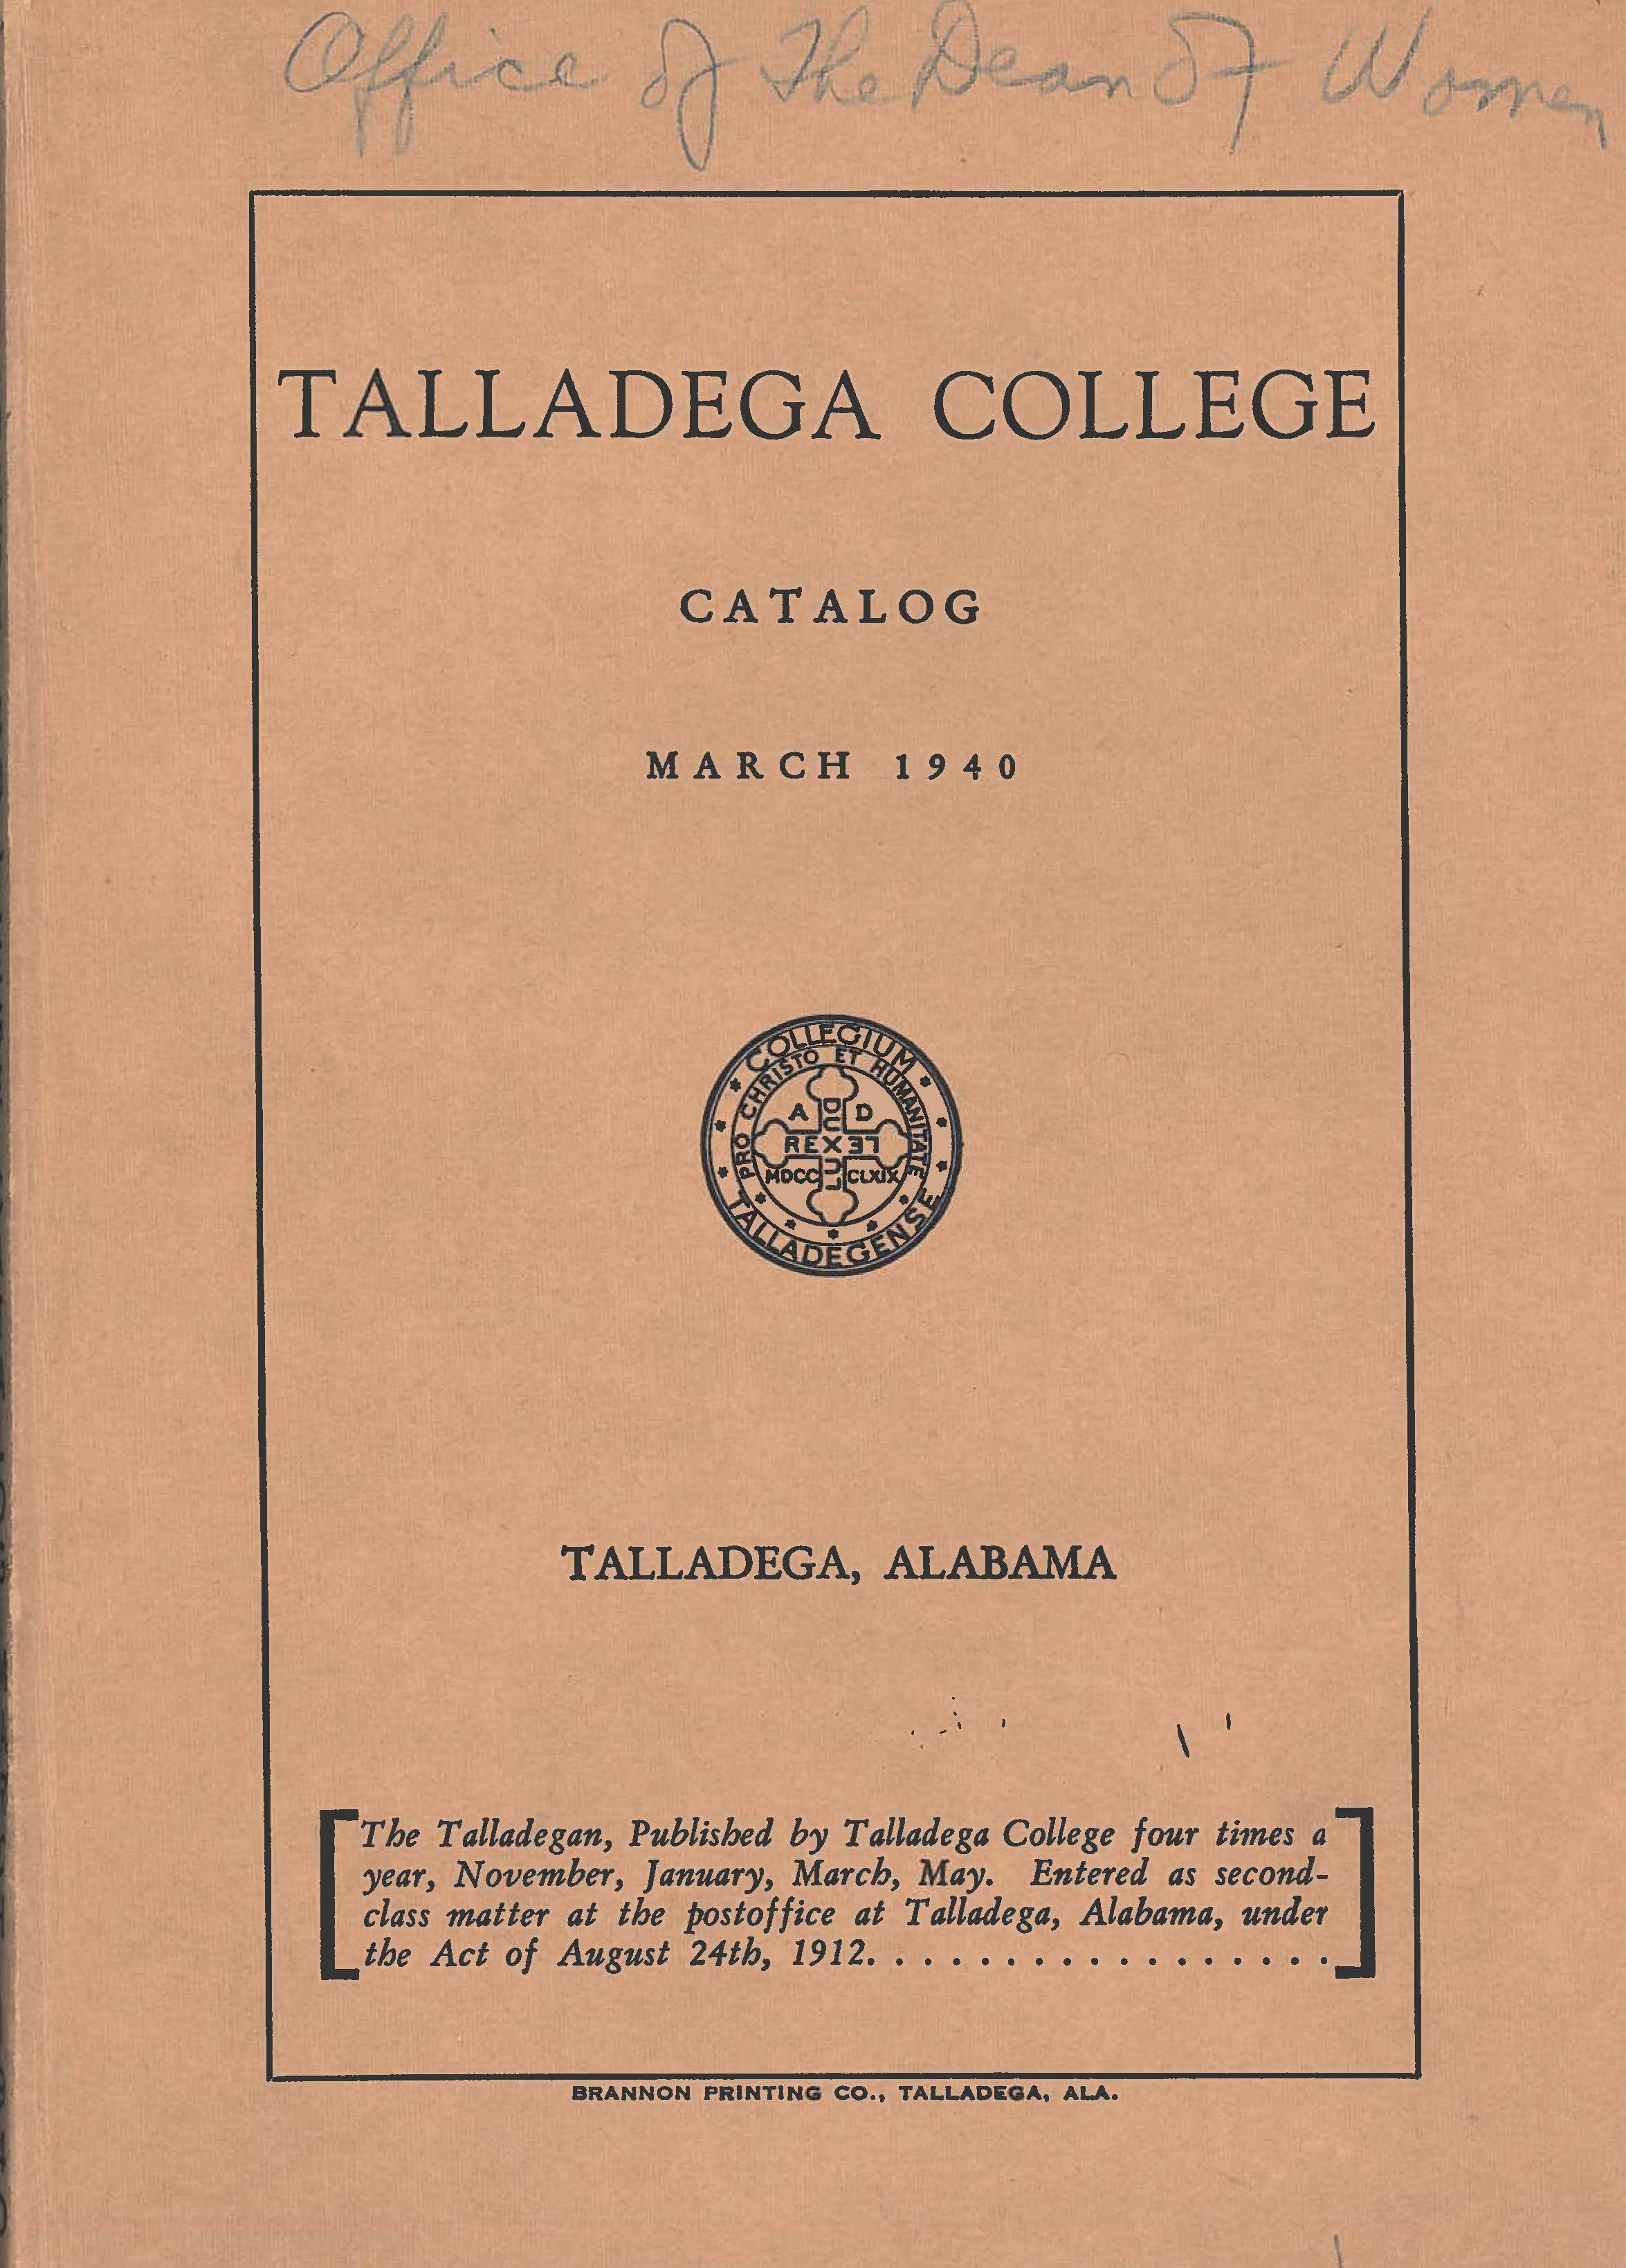 Office of The Dean of Women
TALLADEGA COLLEGE
CATALOG
MARCH 1940
COLLEGIUM
PRO CHRISTO ET HUMANITATE
A D
DUC
REX LEX
LUX
MDCC CLXIX
TALLADEGENSE
TALLADEGA, ALABAMA
The Talladegan, Published by Talladega College four times a
year, November, January, March, May. Entered as second-
class matter at the postoffice at Talladega, Alabama, under
the Act of August 24th, 1912. . . . . . . . . . . . . . . . . .
BRANNON PRINTING CO., TALLADEGA, ALA.